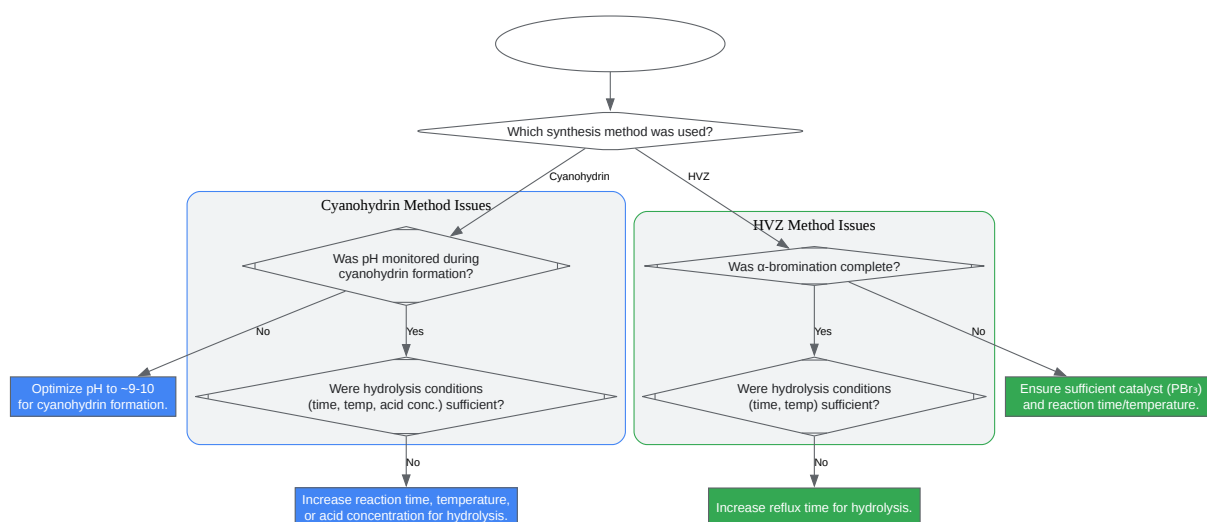 Which synthesis method was used?
Cyanohydrin
HVZ
Cyanohydrin Method Issues
HVZ Method Issues
Was pH monitored during
cyanohydrin formation?
Was α-bromination complete?
No
Yes
Yes
No
Optimize pH to ~9-10
for cyanohydrin formation.
Were hydrolysis conditions
(time, temp, acid conc.) sufficient?
Were hydrolysis conditions
(time, temp) sufficient?
Ensure sufficient catalyst (PBr₃)
and reaction time/temperature.
No
No
Increase reaction time, temperature,
or acid concentration for hydrolysis.
Increase reflux time for hydrolysis.